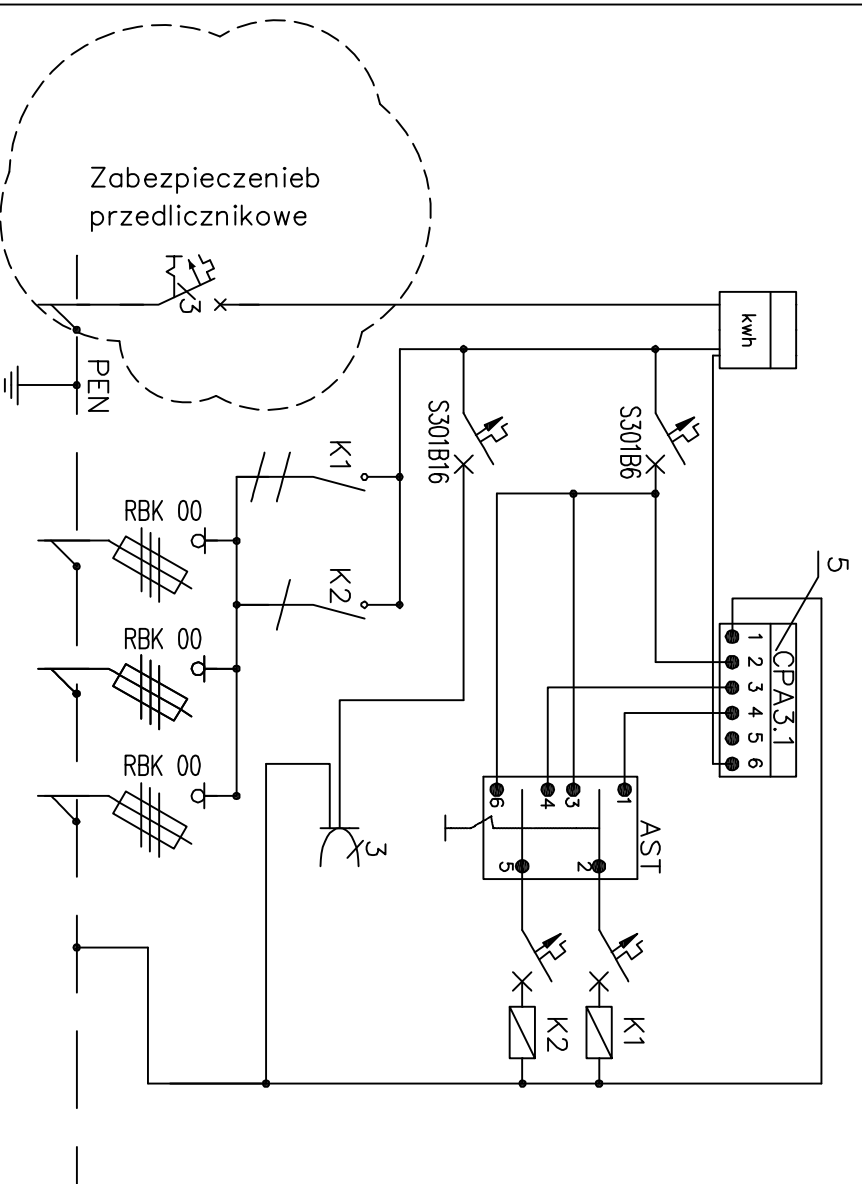 Zabezpieczenieb
przedlicznikowe
3
PEN
kwh
S301B16
S301B6
K1
K2
RBK 00
RBK 00
RBK 00
5
CPA3.1
1 2 3 4 5 6
AST
1
3
4
6
2
5
3
K1
K2